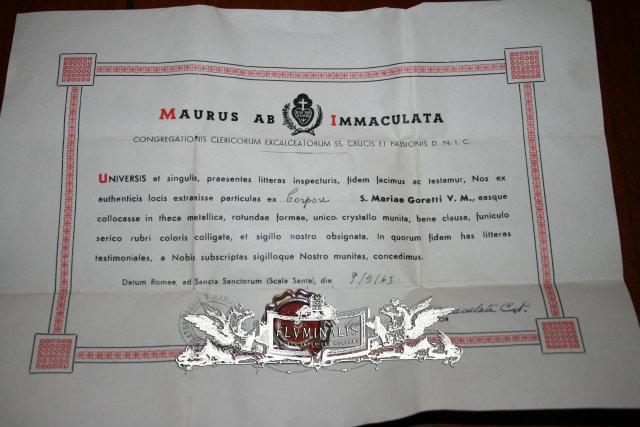 MAURUS AB IMMACULATA
CONGREGATIONIS CLERICORUM EXCALCEATORUM SS. CRUCIS ET PASSIONIS D. N. I. C.
UNIVERSIS et singulis, praesentes litteras inspecturis, fidem facimus ac testamur, Nos ex
authenticis locis extraxisse particulas ex Corpore S. Mariae Goretti V. M., easque
collocasse in theca metallica, rotundae formae, unico crystallo munita, bene clausa, funiculo
serico rubri coloris colligata, et sigillo nostro obsignata. In quorum fidem has litteras
testimoniales, a Nobis subscriptas sigilloque Nostro munitas, concedimus.
Datum Romae, ad Sancta Sanctorum (Scala Santa), die 9/5/63
FLVMINALIS